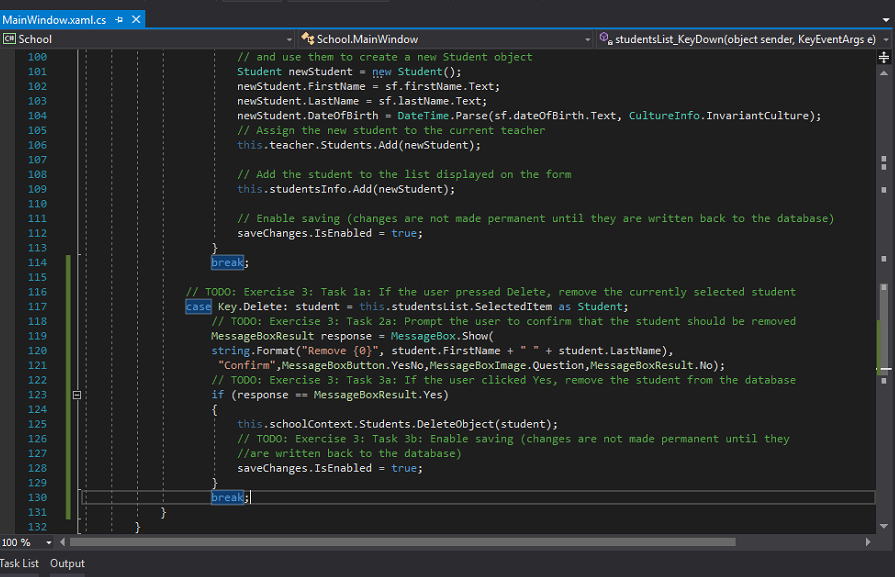 MainWindow.xaml.cs
School School.MainWindow studentsList_KeyDown(object sender, KeyEventArgs e)
100 // and use them to create a new Student object
101 Student newStudent = new Student();
102 newStudent.FirstName = sf.firstName.Text;
103 newStudent.LastName = sf.lastName.Text;
104 newStudent.DateOfBirth = DateTime.Parse(sf.dateOfBirth.Text, CultureInfo.InvariantCulture);
105 // Assign the new student to the current teacher
106 this.teacher.Students.Add(newStudent);
107
108 // Add the student to the list displayed on the form
109 this.studentsInfo.Add(newStudent);
110
111 // Enable saving (changes are not made permanent until they are written back to the database)
112 saveChanges.IsEnabled = true;
113 }
114 break;
115
116 // TODO: Exercise 3: Task 1a: If the user pressed Delete, remove the currently selected student
117 case Key.Delete: student = this.studentsList.SelectedItem as Student;
118 // TODO: Exercise 3: Task 2a: Prompt the user to confirm that the student should be removed
119 MessageBoxResult response = MessageBox.Show(
120 string.Format("Remove {0}", student.FirstName + " " + student.LastName),
121 "Confirm",MessageBoxButton.YesNo,MessageBoxImage.Question,MessageBoxResult.No);
122 // TODO: Exercise 3: Task 3a: If the user clicked Yes, remove the student from the database
123 if (response == MessageBoxResult.Yes)
124 {
125 this.schoolContext.Students.DeleteObject(student);
126 // TODO: Exercise 3: Task 3b: Enable saving (changes are not made permanent until they
127 //are written back to the database)
128 saveChanges.IsEnabled = true;
129 }
130 break;
131 }
132 }
100 %
Task List Output